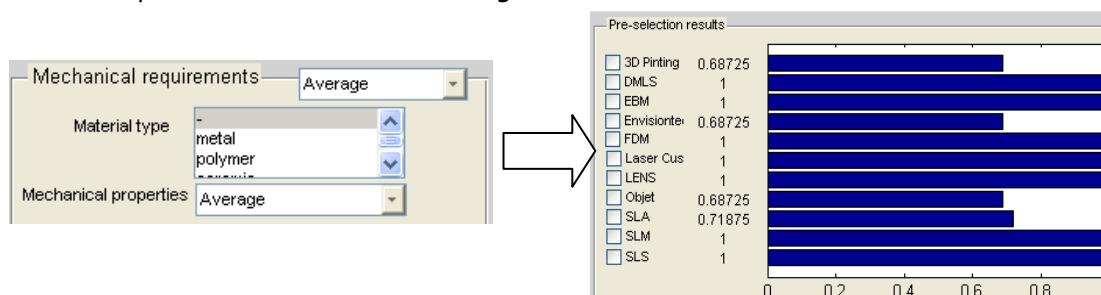 Mechanical requirements
Average
Material type
-
metal
polymer
Mechanical properties
Average
Pre-selection results
3D Pinting 0.68725
DMLS 1
EBM 1
Envisionte 0.68725
FDM 1
Laser Cus 1
LENS 1
Objet 0.68725
SLA 0.71875
SLM 1
SLS 1
0 0.2 0.4 0.6 0.8